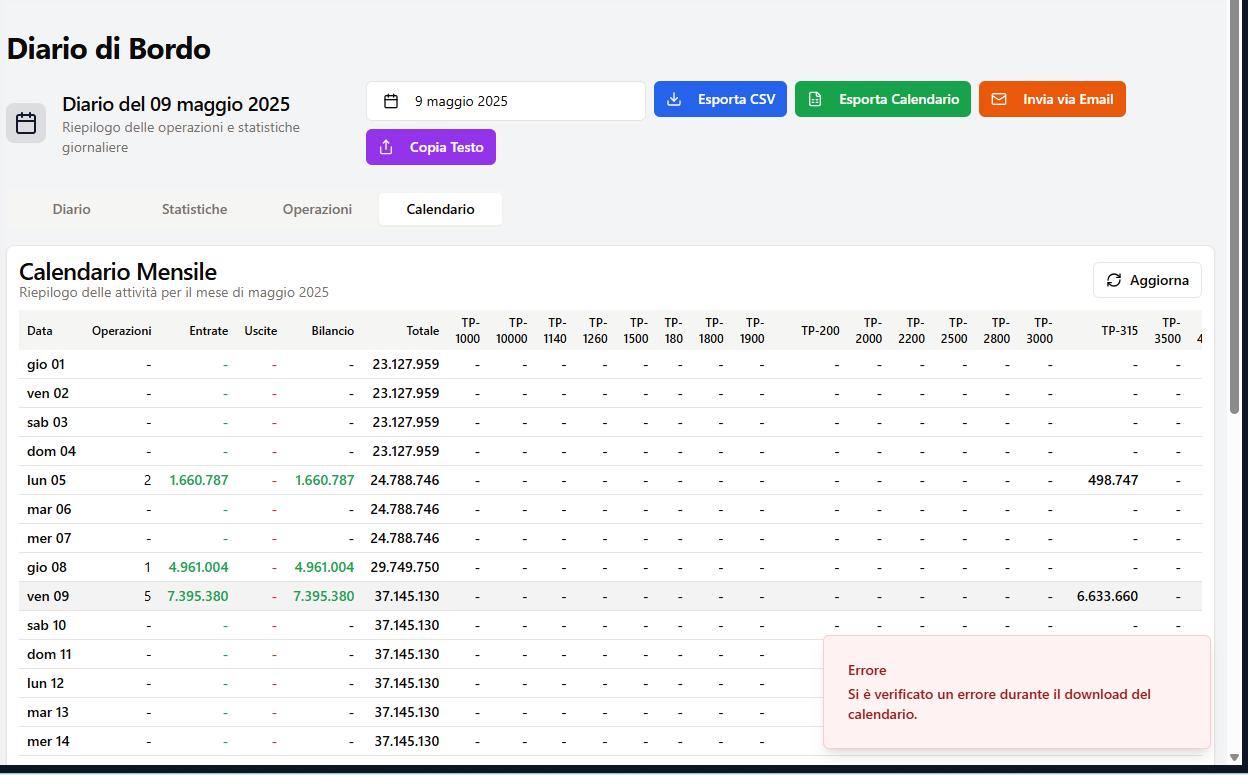 Diario di Bordo
Diario del 09 maggio 2025
Riepilogo delle operazioni e statistiche
giornaliere
9 maggio 2025
Esporta CSV
Esporta Calendario
Invia via Email
Copia Testo
Diario Statistiche Operazioni Calendario
Calendario Mensile
Riepilogo delle attività per il mese di maggio 2025
Aggiorna
Data Operazioni Entrate Uscite Bilancio Totale TP-1000 TP-10000 TP-1140 TP-1260 TP-1500 TP-180 TP-1800 TP-1900 TP-200 TP-2000 TP-2200 TP-2500 TP-2800 TP-3000 TP-315 TP-3500 4
gio 01 - - - - 23.127.959 - - - - - - - - - - - - - - - -
ven 02 - - - - 23.127.959 - - - - - - - - - - - - - - - -
sab 03 - - - - 23.127.959 - - - - - - - - - - - - - - - -
dom 04 - - - - 23.127.959 - - - - - - - - - - - - - - - -
lun 05 2 1.660.787 - 1.660.787 24.788.746 - - - - - - - - - - - - - - 498.747 -
mar 06 - - - - 24.788.746 - - - - - - - - - - - - - - - -
mer 07 - - - - 24.788.746 - - - - - - - - - - - - - - - -
gio 08 1 4.961.004 - 4.961.004 29.749.750 - - - - - - - - - - - - - - - -
ven 09 5 7.395.380 - 7.395.380 37.145.130 - - - - - - - - - - - - - - 6.633.660 -
sab 10 - - - - 37.145.130 - - - - - - - - - - - - - - - -
dom 11 - - - - 37.145.130 - - - - - - - -
lun 12 - - - - 37.145.130 - - - - - - - -
mar 13 - - - - 37.145.130 - - - - - - - -
mer 14 - - - - 37.145.130 - - - - - - - -
Errore
Si è verificato un errore durante il download del
calendario.